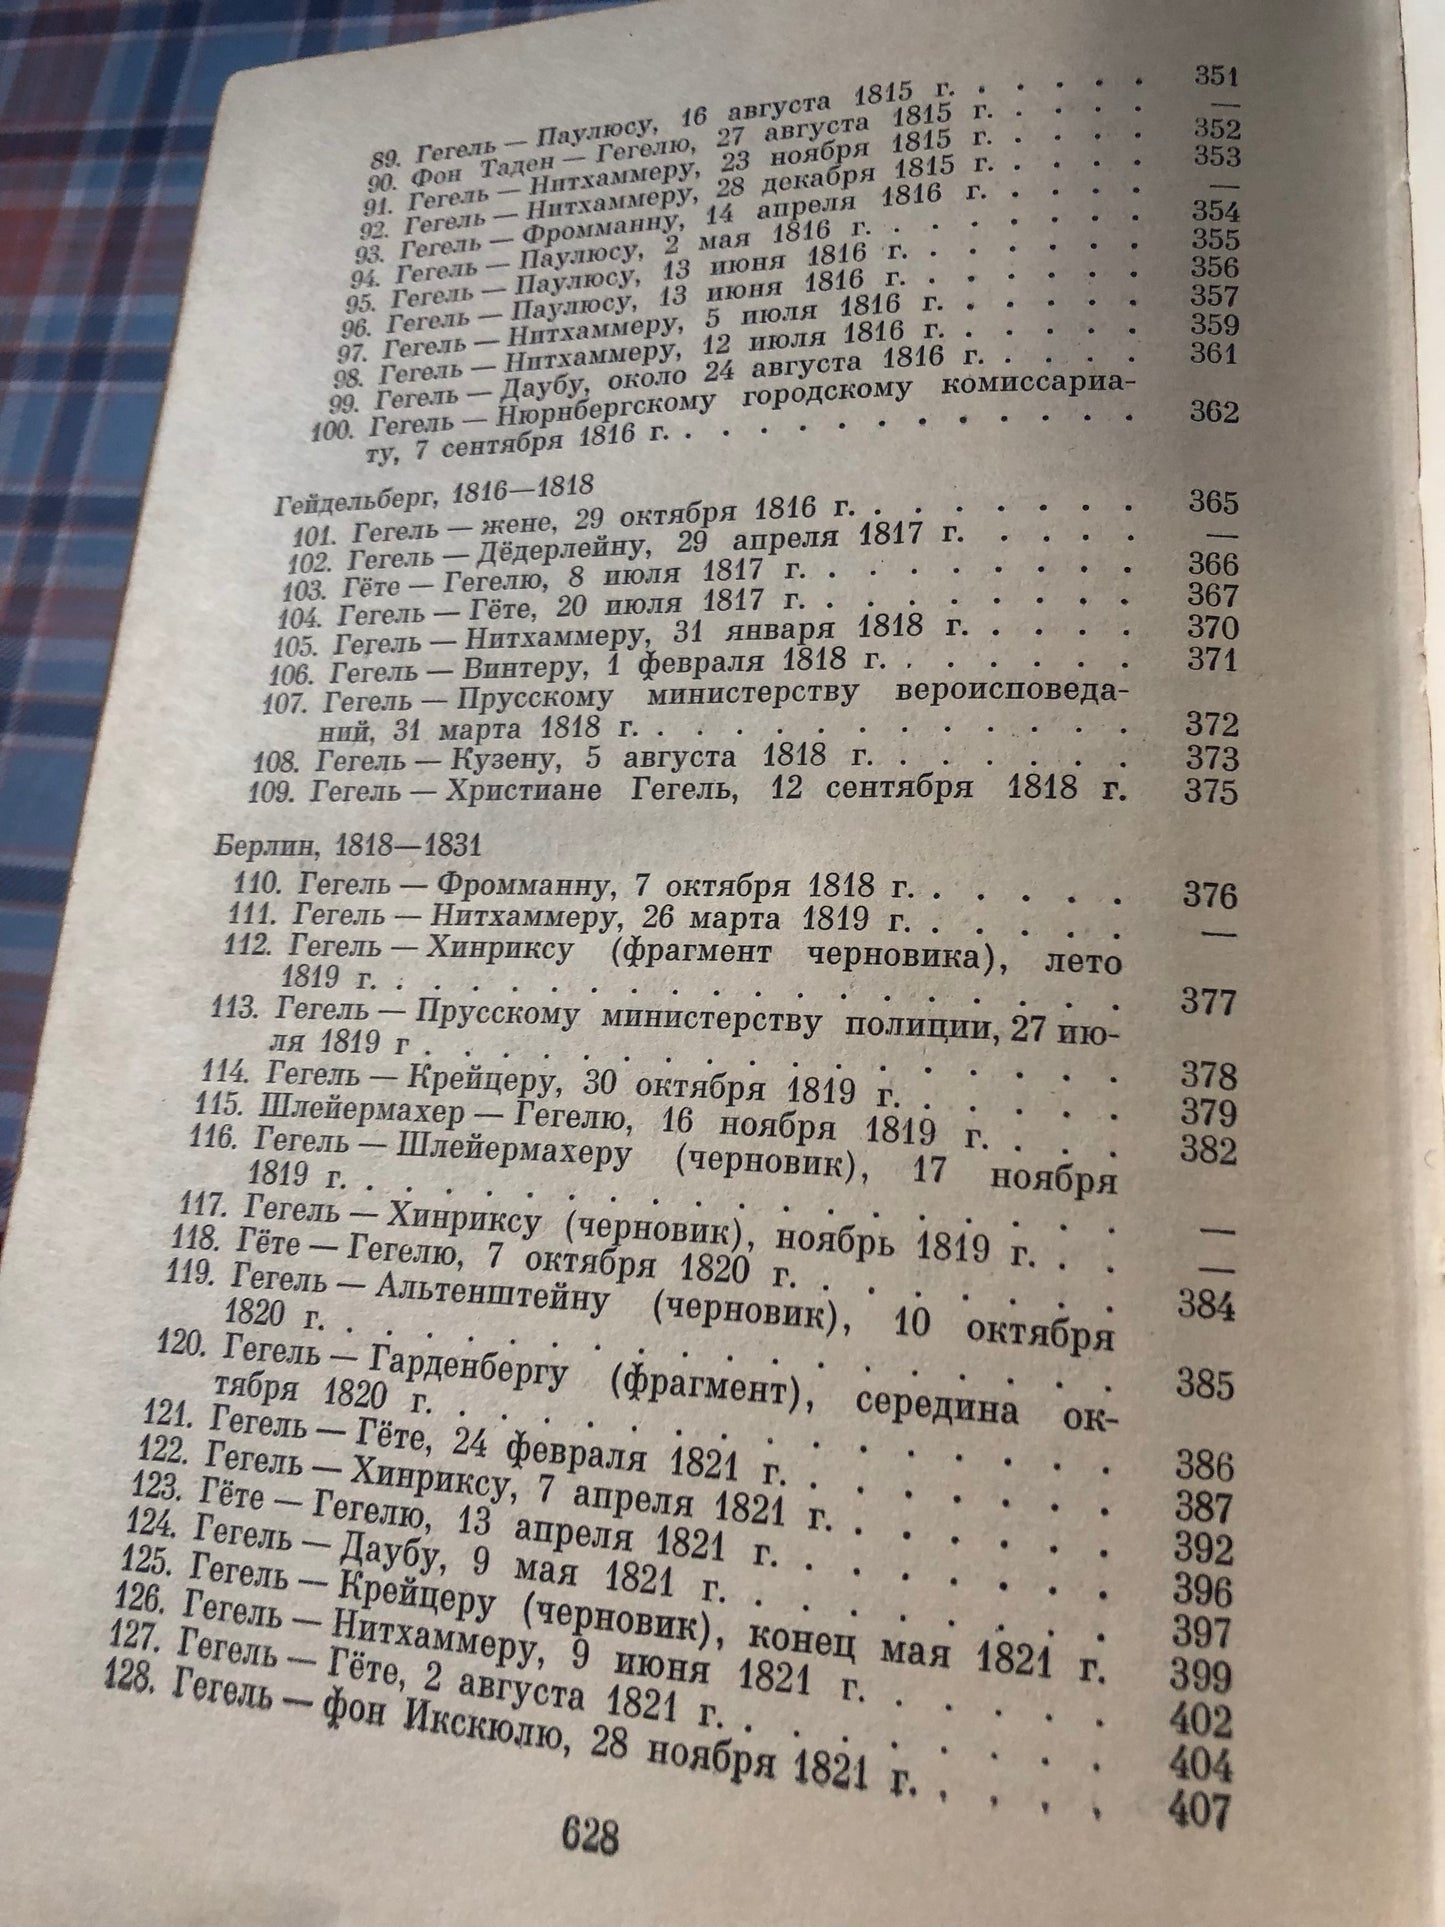 89. Гегель — Паулюсу, 16 августа 1815 г. . . . . . 351
90. Фон Таден — Гегелю, 27 августа 1815 г. . . . . —
91. Гегель — Нитхаммеру, 23 ноября 1815 г. . . . . 352
92. Гегель — Нитхаммеру, 28 декабря 1815 г. . . . . 353
93. Гегель — Фромманну, 14 апреля 1816 г. . . . . —
94. Гегель — Паулюсу, 2 мая 1816 г. . . . . . . 354
95. Гегель — Паулюсу, 13 июня 1816 г. . . . . . 355
96. Гегель — Паулюсу, 13 июня 1816 г. . . . . . 356
97. Гегель — Нитхаммеру, 5 июля 1816 г. . . . . . 357
98. Гегель — Нитхаммеру, 12 июля 1816 г. . . . . . 359
99. Гегель — Даубу, около 24 августа 1816 г. . . . . 361
100. Гегель — Нюрнбергскому городскому комиссариа-
ту, 7 сентября 1816 г. . . . . . . . . . . . . 362
Гейдельберг, 1816—1818
101. Гегель — жене, 29 октября 1816 г. . . . . . . . 365
102. Гегель — Дёдерлейну, 29 апреля 1817 г. . . . . —
103. Гёте — Гегелю, 8 июля 1817 г. . . . . . . . . 366
104. Гегель — Гёте, 20 июля 1817 г. . . . . . . . . 367
105. Гегель — Нитхаммеру, 31 января 1818 г. . . . . 370
106. Гегель — Винтеру, 1 февраля 1818 г. . . . . . . 371
107. Гегель — Прусскому министерству вероисповеда-
ний, 31 марта 1818 г. . . . . . . . . . . . . . 372
108. Гегель — Кузену, 5 августа 1818 г. . . . . . . 373
109. Гегель — Христиане Гегель, 12 сентября 1818 г. 375
Берлин, 1818—1831
110. Гегель — Фромманну, 7 октября 1818 г. . . . . . 376
111. Гегель — Нитхаммеру, 26 марта 1819 г. . . . . . —
112. Гегель — Хинриксу (фрагмент черновика), лето
1819 г. . . . . . . . . . . . . . . . . . . . 377
113. Гегель — Прусскому министерству полиции, 27 ию-
ля 1819 г . . . . . . . . . . . . . . . . . . 378
114. Гегель — Крейцеру, 30 октября 1819 г. . . . . . 379
115. Шлейермахер — Гегелю, 16 ноября 1819 г. . . . 382
116. Гегель — Шлейермахеру (черновик), 17 ноября
1819 г. . . . . . . . . . . . . . . . . . . . —
117. Гегель — Хинриксу (черновик), ноябрь 1819 г. . . —
118. Гёте — Гегелю, 7 октября 1820 г. . . . . . . . 384
119. Гегель — Альтенштейну (черновик), 10 октября
1820 г. . . . . . . . . . . . . . . . . . . . 385
120. Гегель — Гарденбергу (фрагмент), середина ок-
тября 1820 г. . . . . . . . . . . . . . . . . 386
121. Гегель — Гёте, 24 февраля 1821 г. . . . . . . . 387
122. Гегель — Хинриксу, 7 апреля 1821 г. . . . . . . 392
123. Гёте — Гегелю, 13 апреля 1821 г. . . . . . . . 396
124. Гегель — Даубу, 9 мая 1821 г. . . . . . . . . 397
125. Гегель — Крейцеру (черновик), конец мая 1821 г. 399
126. Гегель — Нитхаммеру, 9 июня 1821 г. . . . . . 402
127. Гегель — Гёте, 2 августа 1821 г. . . . . . . . . 404
128. Гегель — фон Икскюлю, 28 ноября 1821 г. . . . . 407
628